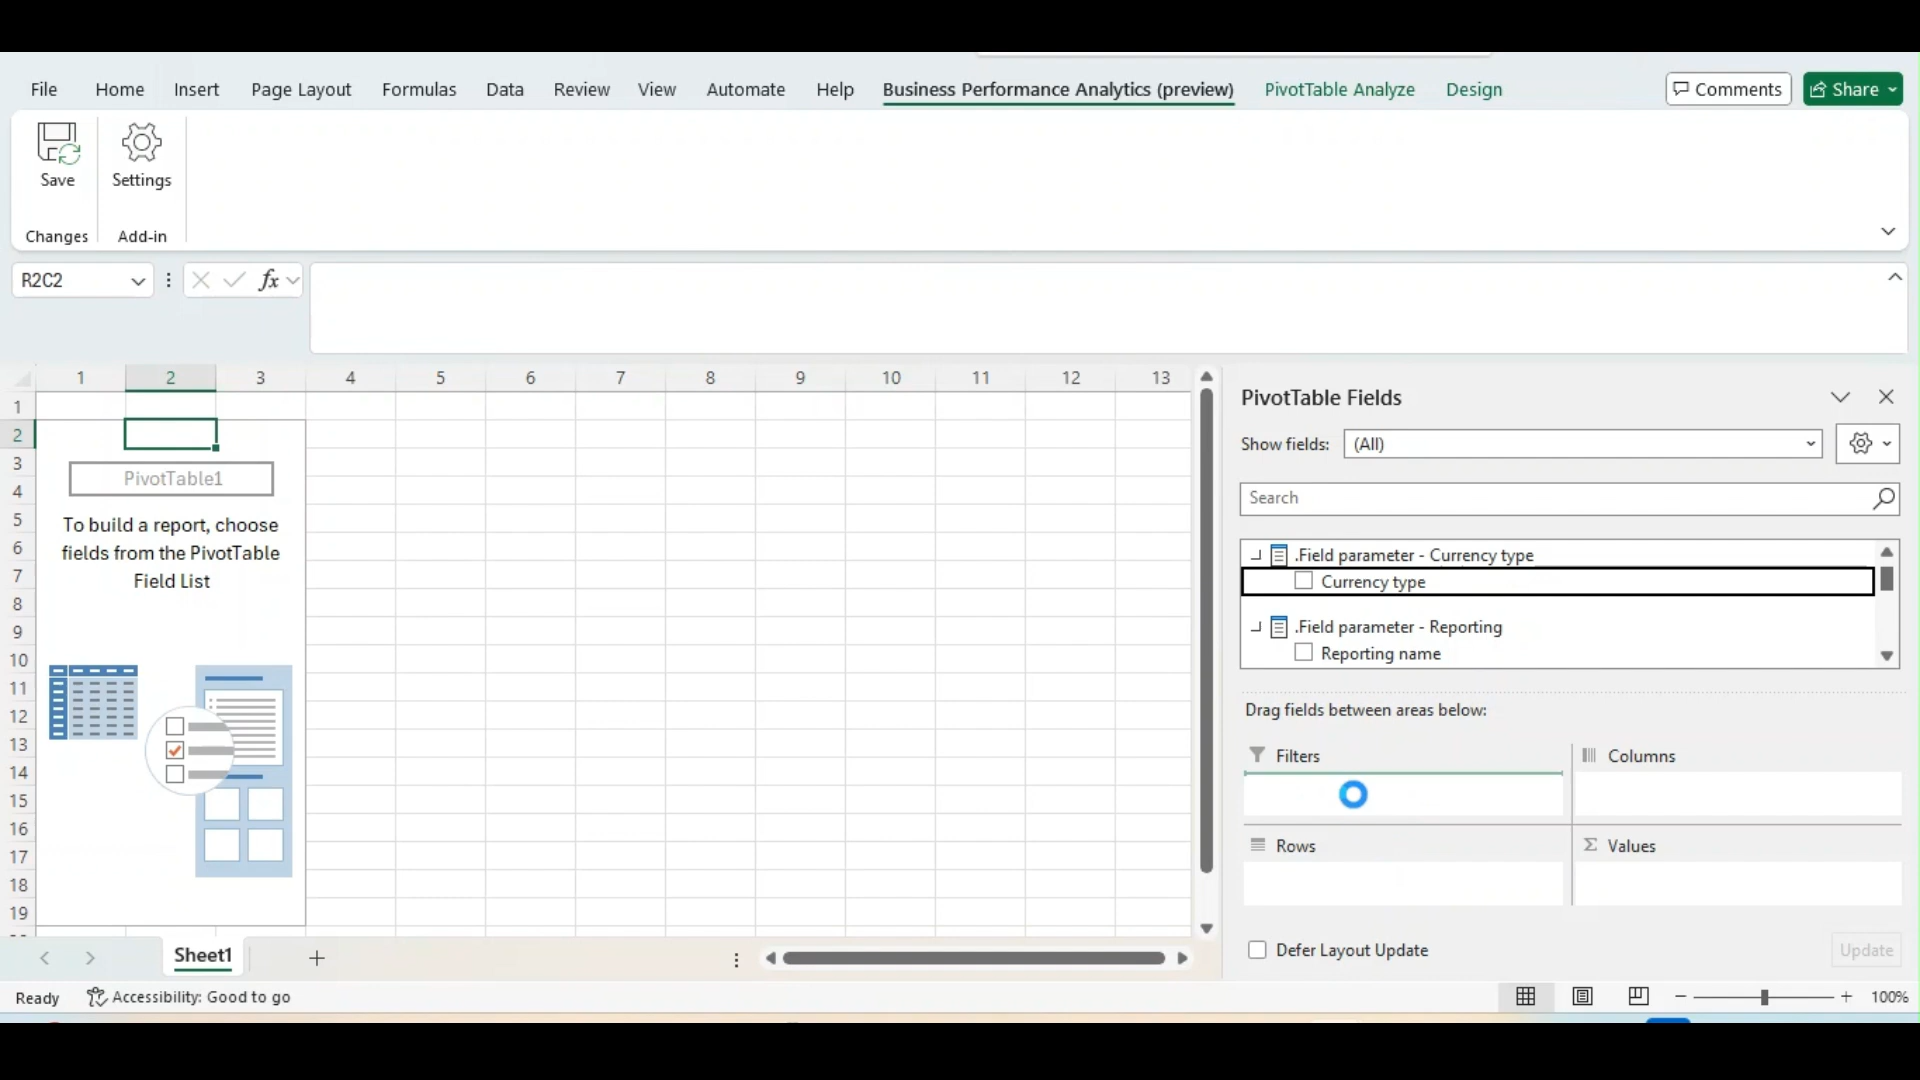 File Home Insert Page Layout Formulas Data Review View Automate Help Business Performance Analytics (preview) PivotTable Analyze Design Comments Share
Save Settings
Changes Add-in
R2C2 fx
1 2 3 4 5 6 7 8 9 10 11 12 13
1
2
3
4
5
6
7
8
9
10
11
12
13
14
15
16
17
18
19
PivotTable1
To build a report, choose
fields from the PivotTable
Field List
PivotTable Fields
Show fields: (All)
Search
.Field parameter - Currency type
Currency type
.Field parameter - Reporting
Reporting name
Drag fields between areas below:
Filters Columns
Rows Σ Values
Defer Layout Update Update
Sheet1
Ready Accessibility: Good to go 100%